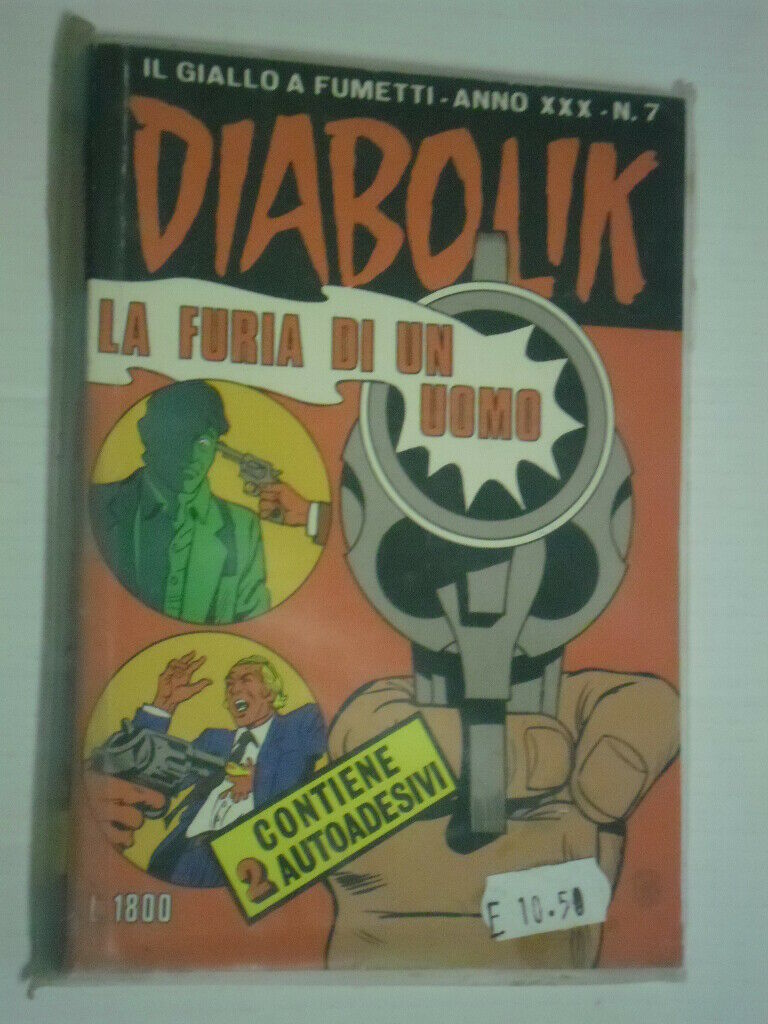 IL GIALLO A FUMETTI - ANNO XXX - N. 7
DIABOLIK
LA FURIA DI UN
UOMO
CONTIENE
2 AUTOADESIVI
L. 1800
E 10.50